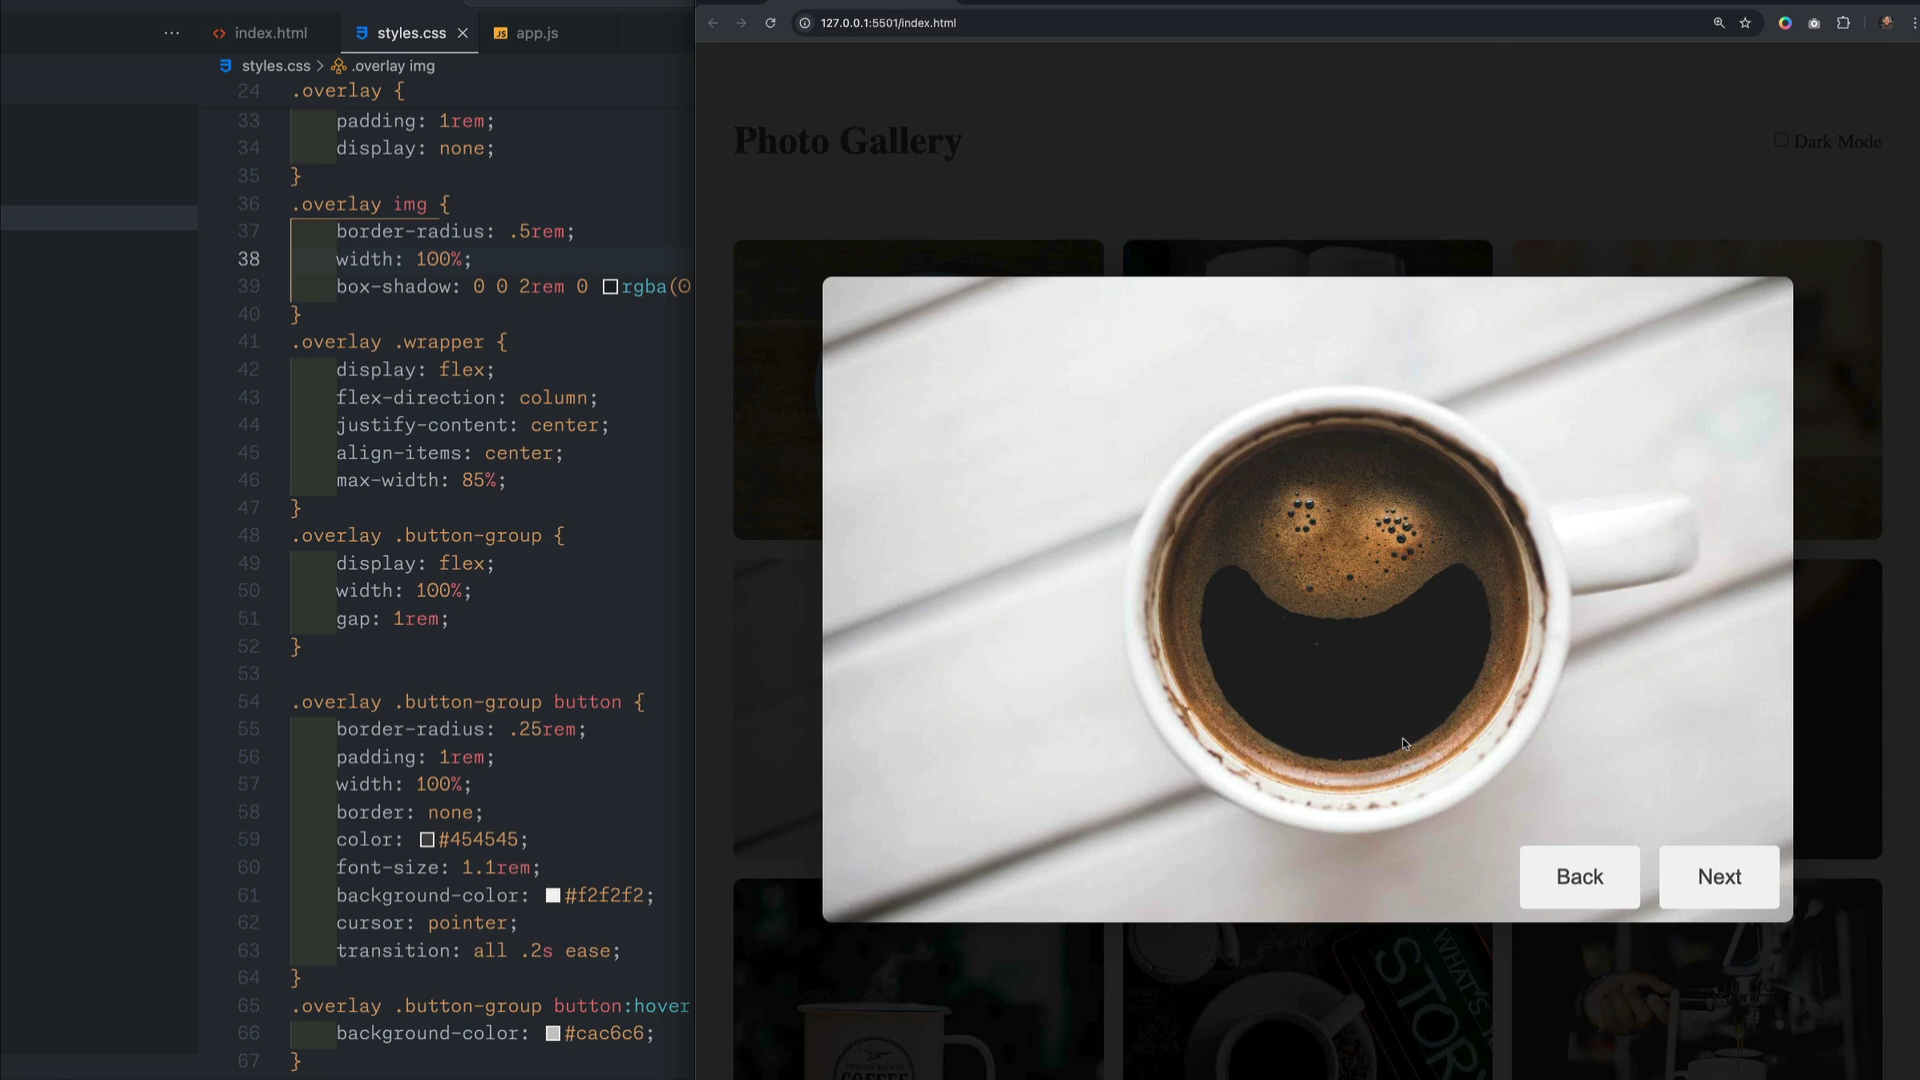 127.0.0.1:5501/index.html
... index.html styles.css app.js
styles.css > .overlay img
24 .overlay {
33 padding: 1rem;
34 display: none;
35 }
36 .overlay img {
37 border-radius: .5rem;
38 width: 100%;
39 box-shadow: 0 0 2rem 0 rgba(0
40 }
41 .overlay .wrapper {
42 display: flex;
43 flex-direction: column;
44 justify-content: center;
45 align-items: center;
46 max-width: 85%;
47 }
48 .overlay .button-group {
49 display: flex;
50 width: 100%;
51 gap: 1rem;
52 }
53
54 .overlay .button-group button {
55 border-radius: .25rem;
56 padding: 1rem;
57 width: 100%;
58 border: none;
59 color: #454545;
60 font-size: 1.1rem;
61 background-color: #f2f2f2;
62 cursor: pointer;
63 transition: all .2s ease;
64 }
65 .overlay .button-group button:hover
66 background-color: #cac6c6;
67 }
Photo Gallery
Dark Mode
Back Next
WHAT'S
STORY
COFFEE